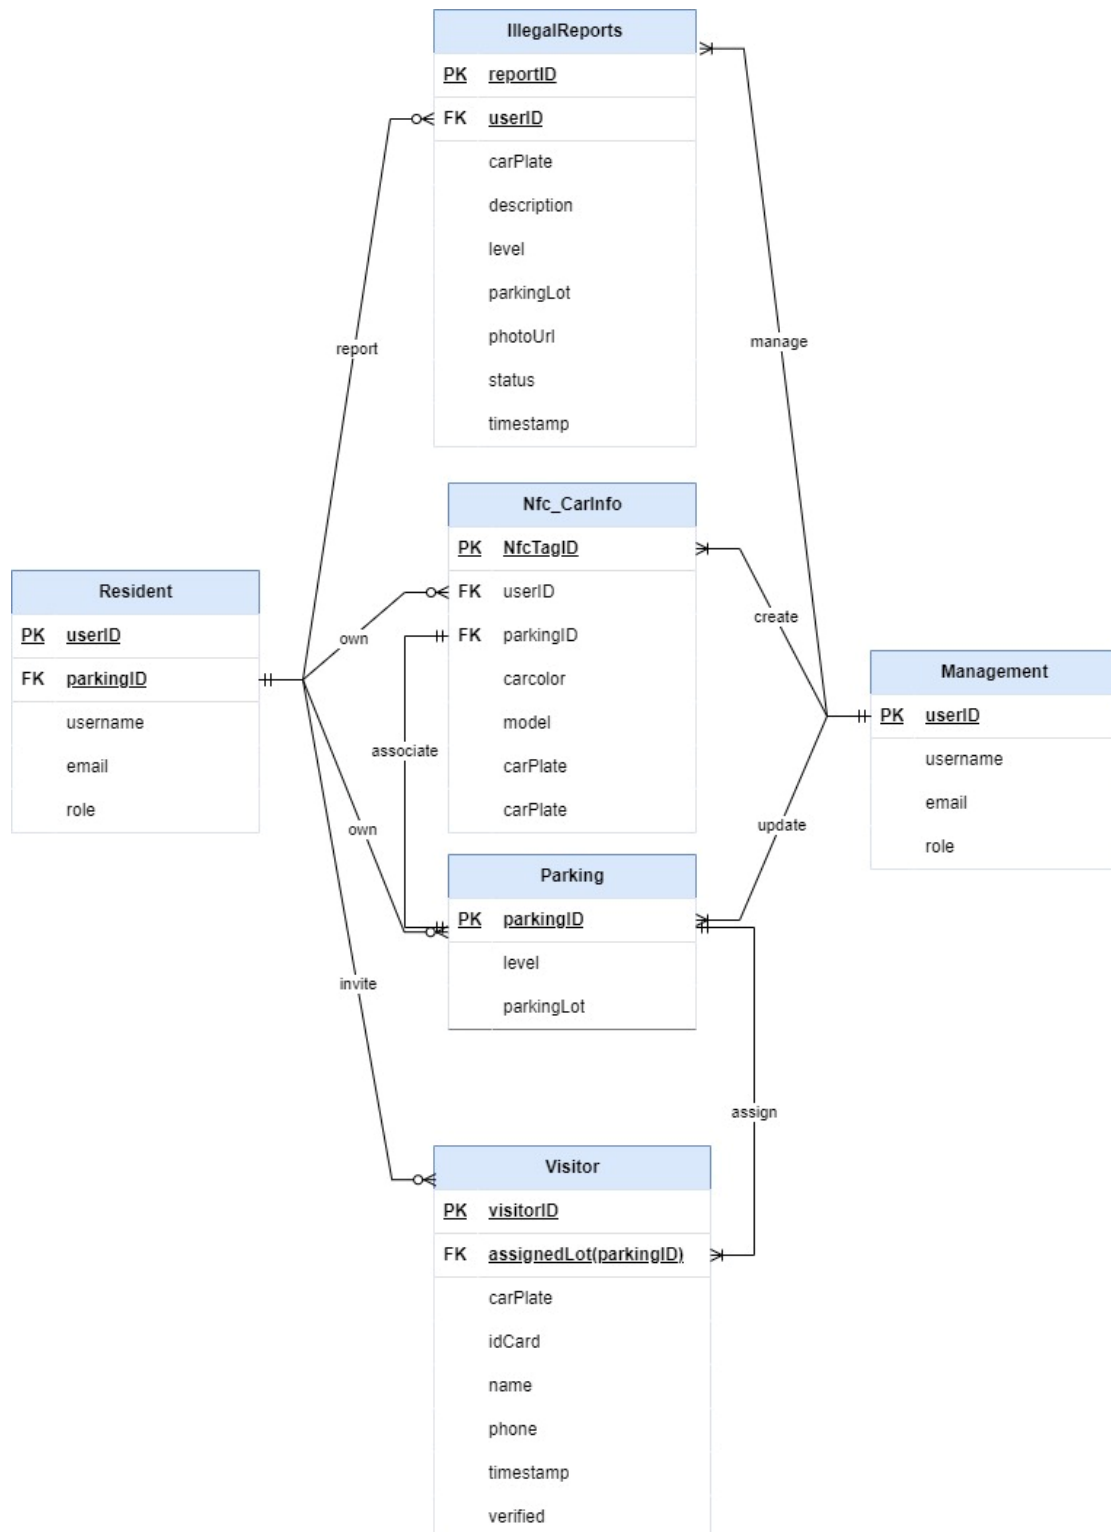 IllegalReports
PK reportID
FK userID
carPlate
description
level
parkingLot
photoUrl
status
timestamp
report
manage
Nfc_CarInfo
PK NfcTagID
FK userID
FK parkingID
carcolor
model
carPlate
carPlate
Resident
PK userID
FK parkingID
username
email
role
own
associate
own
create
Management
PK userID
username
email
role
update
Parking
PK parkingID
level
parkingLot
invite
assign
Visitor
PK visitorID
FK assignedLot(parkingID)
carPlate
idCard
name
phone
timestamp
verified